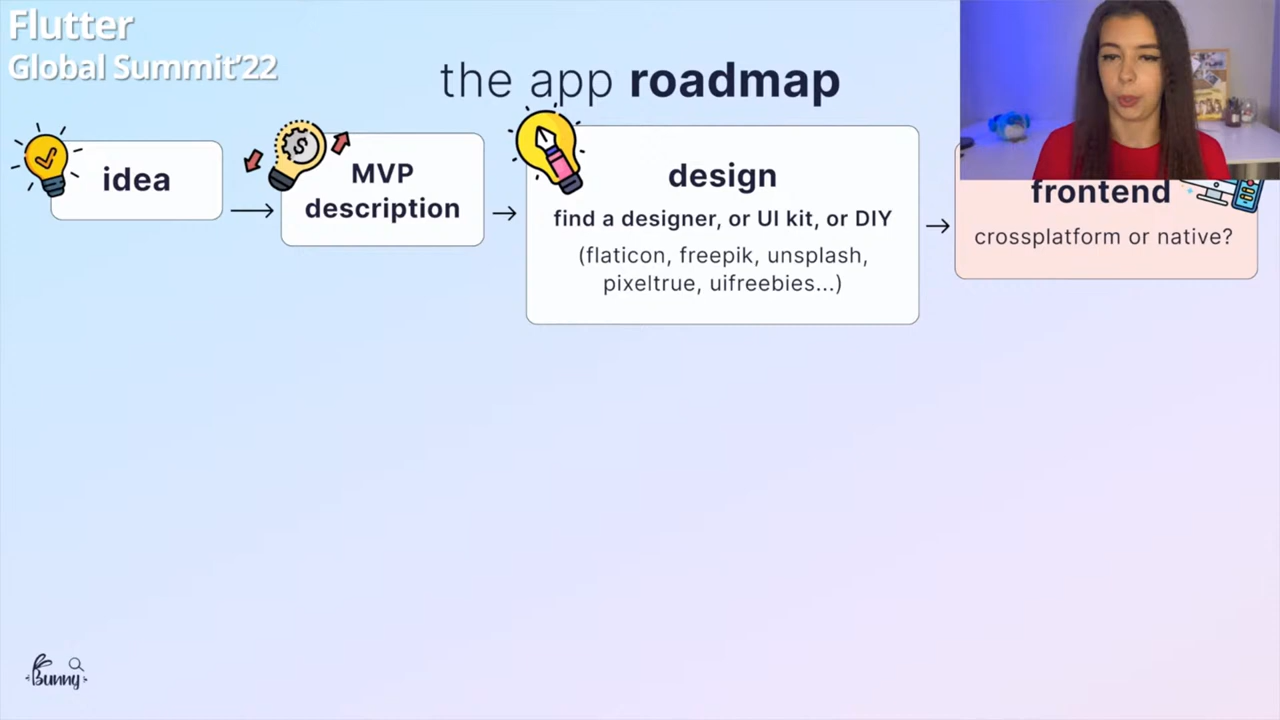 Flutter
Global Summit'22
the app roadmap
idea
MVP
description
design
find a designer, or UI kit, or DIY
(flaticon, freepik, unsplash,
pixeltrue, uifreebies...)
frontend
crossplatform or native?
Bunny